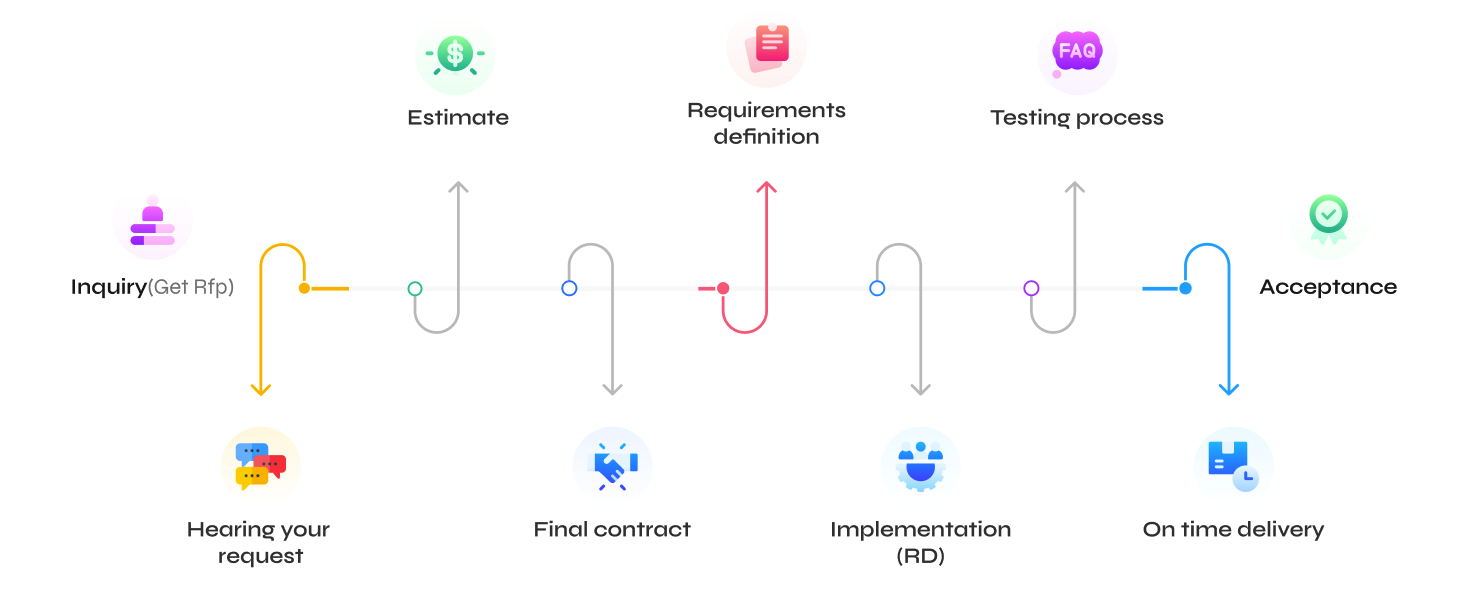 $
Estimate
Requirements
definition
FAQ
Testing process
Inquiry(Get Rfp)
Acceptance
Hearing your
request
Final contract
Implementation
(RD)
On time delivery